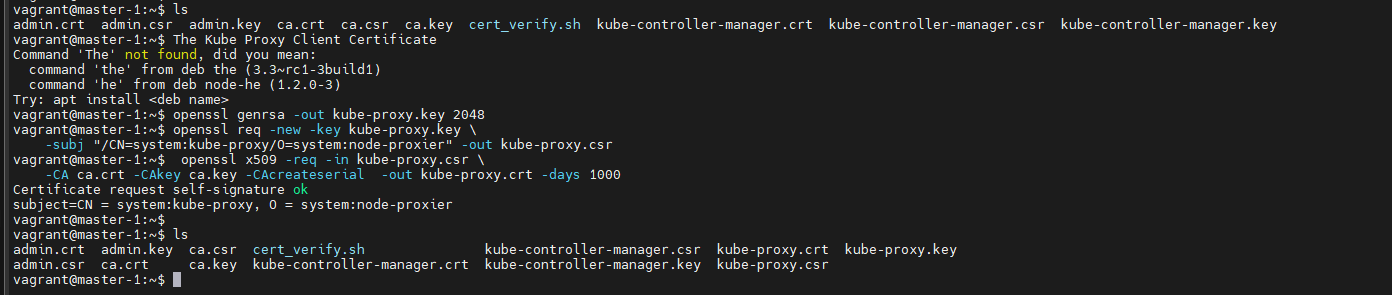 vagrant@master-1:~$ ls
admin.crt  admin.csr  admin.key  ca.crt  ca.csr  ca.key  cert_verify.sh  kube-controller-manager.crt  kube-controller-manager.csr  kube-controller-manager.key
vagrant@master-1:~$ The Kube Proxy Client Certificate
Command 'The' not found, did you mean:
  command 'the' from deb the (3.3~rc1-3build1)
  command 'he' from deb node-he (1.2.0-3)
Try: apt install <deb name>
vagrant@master-1:~$ openssl genrsa -out kube-proxy.key 2048
vagrant@master-1:~$ openssl req -new -key kube-proxy.key \
    -subj "/CN=system:kube-proxy/O=system:node-proxier" -out kube-proxy.csr
vagrant@master-1:~$  openssl x509 -req -in kube-proxy.csr \
    -CA ca.crt -CAkey ca.key -CAcreateserial  -out kube-proxy.crt -days 1000
Certificate request self-signature ok
subject=CN = system:kube-proxy, O = system:node-proxier
vagrant@master-1:~$
vagrant@master-1:~$ ls
admin.crt  admin.key  ca.csr  cert_verify.sh               kube-controller-manager.csr  kube-proxy.crt  kube-proxy.key
admin.csr  ca.crt     ca.key  kube-controller-manager.crt  kube-controller-manager.key  kube-proxy.csr
vagrant@master-1:~$